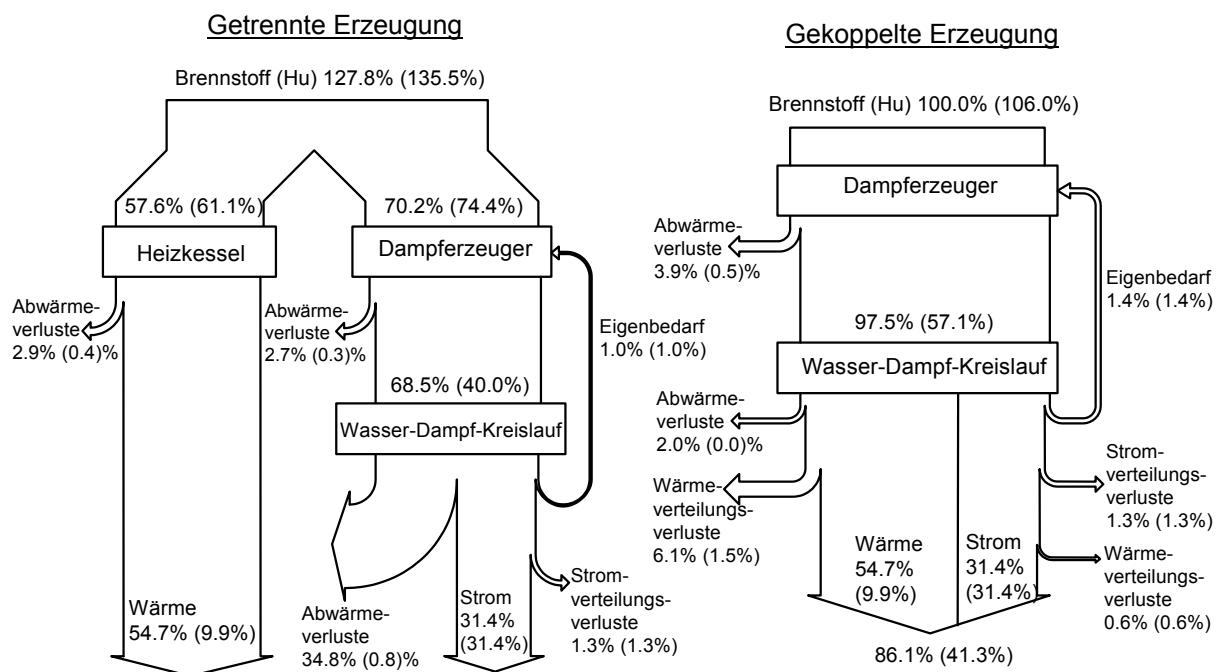 Getrennte Erzeugung
Brennstoff (Hu) 127.8% (135.5%)
57.6% (61.1%)
70.2% (74.4%)
Heizkessel
Dampferzeuger
Abwärme-
verluste
2.9% (0.4)%
Abwärme-
verluste
2.7% (0.3)%
Eigenbedarf
1.0% (1.0%)
68.5% (40.0%)
Wasser-Dampf-Kreislauf
Wärme
54.7% (9.9%)
Abwärme-
verluste
34.8% (0.8)%
Strom
31.4%
(31.4%)
Strom-
verteilungs-
verluste
1.3% (1.3%)
Gekoppelte Erzeugung
Brennstoff (Hu) 100.0% (106.0%)
Dampferzeuger
Abwärme-
verluste
3.9% (0.5)%
Eigenbedarf
1.4% (1.4%)
97.5% (57.1%)
Wasser-Dampf-Kreislauf
Abwärme-
verluste
2.0% (0.0)%
Wärme-
verteilungs-
verluste
6.1% (1.5%)
Strom-
verteilungs-
verluste
1.3% (1.3%)
Wärme
54.7%
(9.9%)
Strom
31.4%
(31.4%)
Wärme-
verteilungs-
verluste
0.6% (0.6%)
86.1% (41.3%)